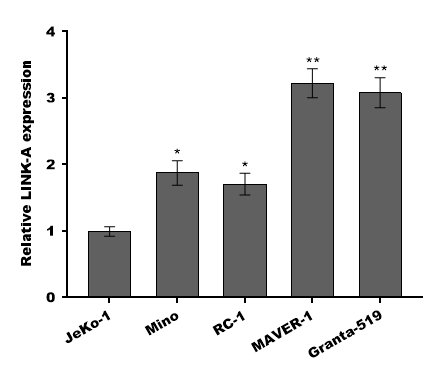 Relative LINK-A expression
4
3
2
1
0
*
*
**
**
JeKo-1
Mino
RC-1
MAVER-1
Granta-519